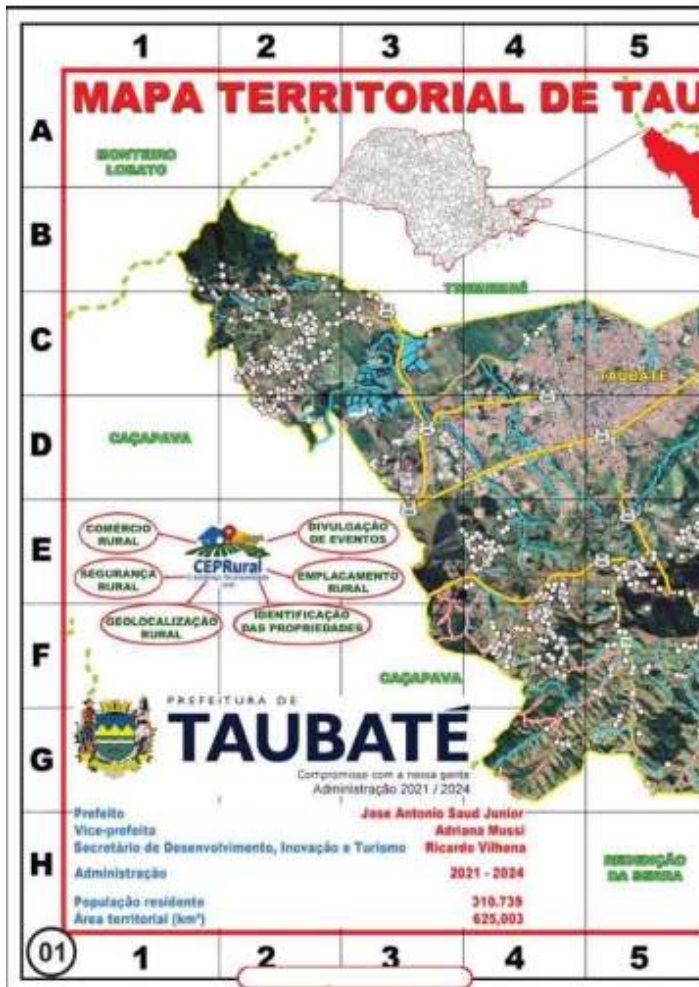 1 2 3 4 5
MAPA TERRITORIAL DE TAU
A
MONTEIRO
LOBATO
B
TREMEMBÉ
C
TAUBATÉ
D
CAÇAPAVA
E
COMÉRCIO
RURAL
DIVULGAÇÃO
DE EVENTOS
CEPRural
SEGURANÇA
RURAL
EMPLACAMENTO
RURAL
GEOLOCALIZAÇÃO
RURAL
IDENTIFICAÇÃO
DAS PROPRIEDADES
F
CAÇAPAVA
PREFEITURA DE
TAUBATÉ
G
Compromisso com a nossa gente
Administração 2021 / 2024
Prefeito Jose Antonio Saud Junior
Vice-prefeito Adriana Mussi
Secretário de Desenvolvimento, Inovação e Turismo Ricardo Vilhena
H
REDENÇÃO
DA SERRA
Administração 2021 - 2024
População residente 310.739
Área territorial (km²) 625,003
01
1 2 3 4 5